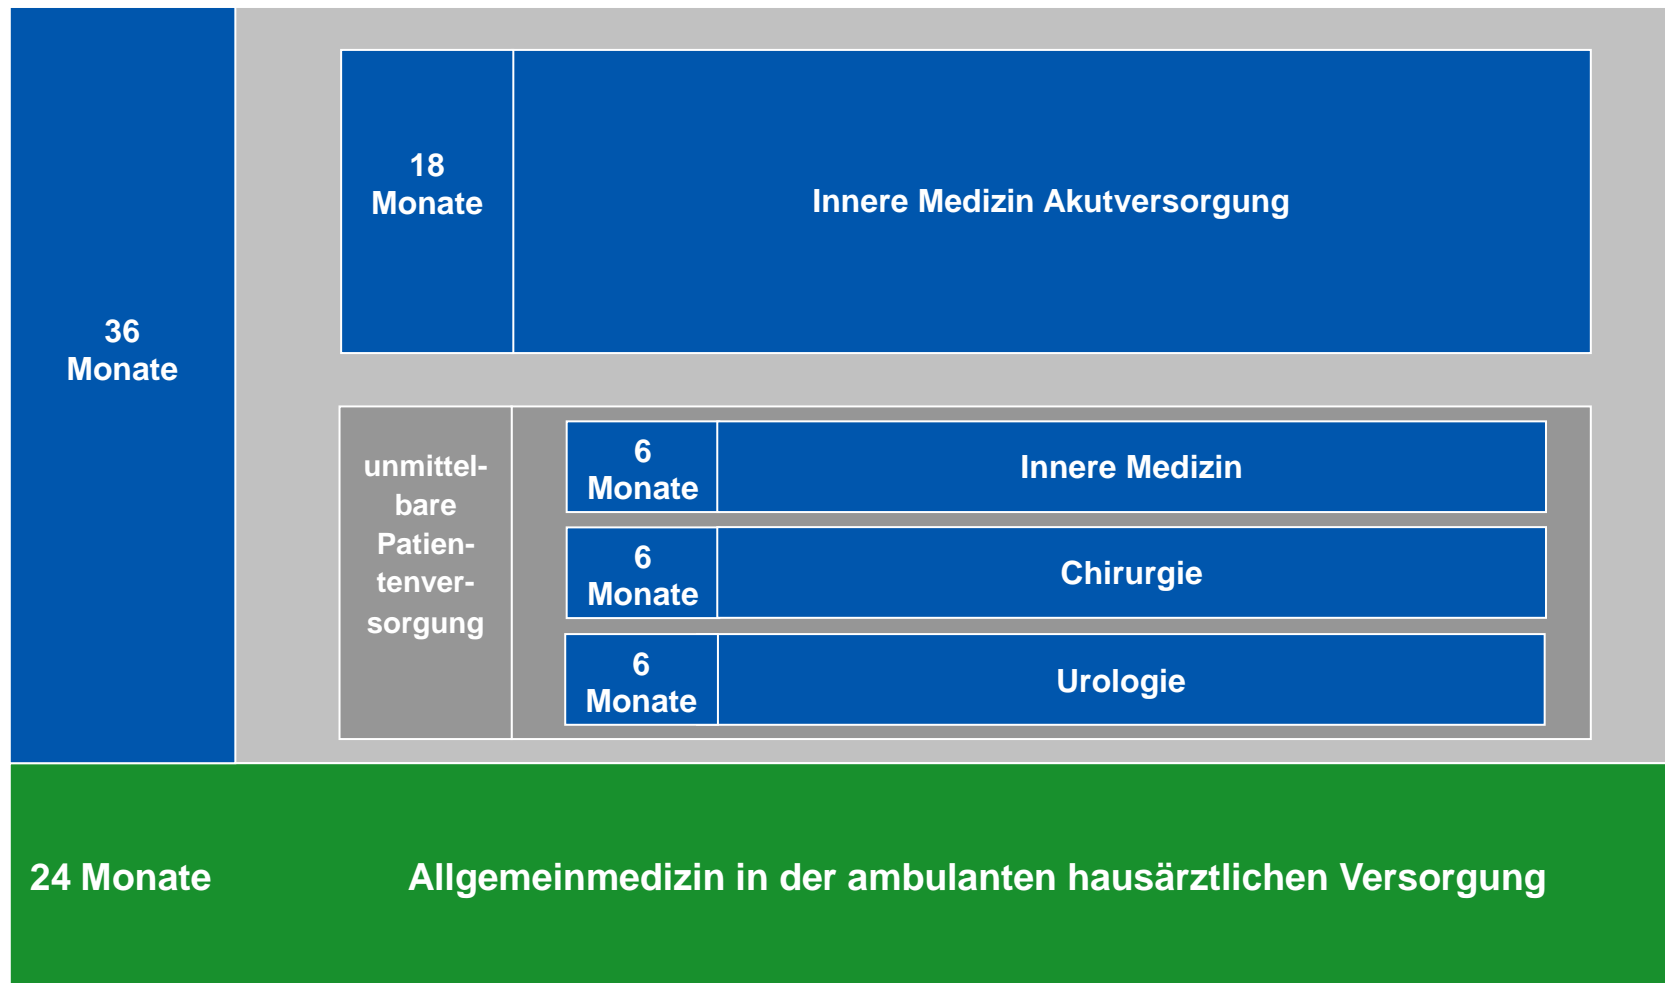 36
Monate
18
Monate
Innere Medizin Akutversorgung
unmittel-
bare
Patien-
tenver-
sorgung
6
Monate
Innere Medizin
6
Monate
Chirurgie
6
Monate
Urologie
24 Monate
Allgemeinmedizin in der ambulanten hausärztlichen Versorgung